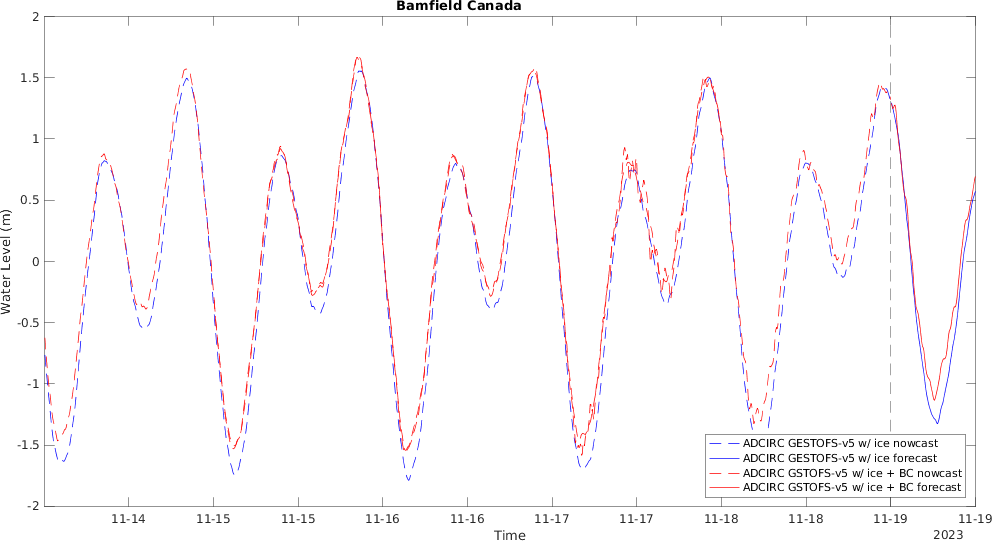 Bamfield Canada
2
1.5
1
0.5
0
-0.5
-1
-1.5
-2
Water Level (m)
ADCIRC GESTOFS-v5 w/ ice nowcast
ADCIRC GESTOFS-v5 w/ ice forecast
ADCIRC GSTOFS-v5 w/ ice + BC nowcast
ADCIRC GSTOFS-v5 w/ ice + BC forecast
11-14 11-15 11-15 11-16 11-16 11-17 11-17 11-18 11-18 11-19 11-19
Time
2023